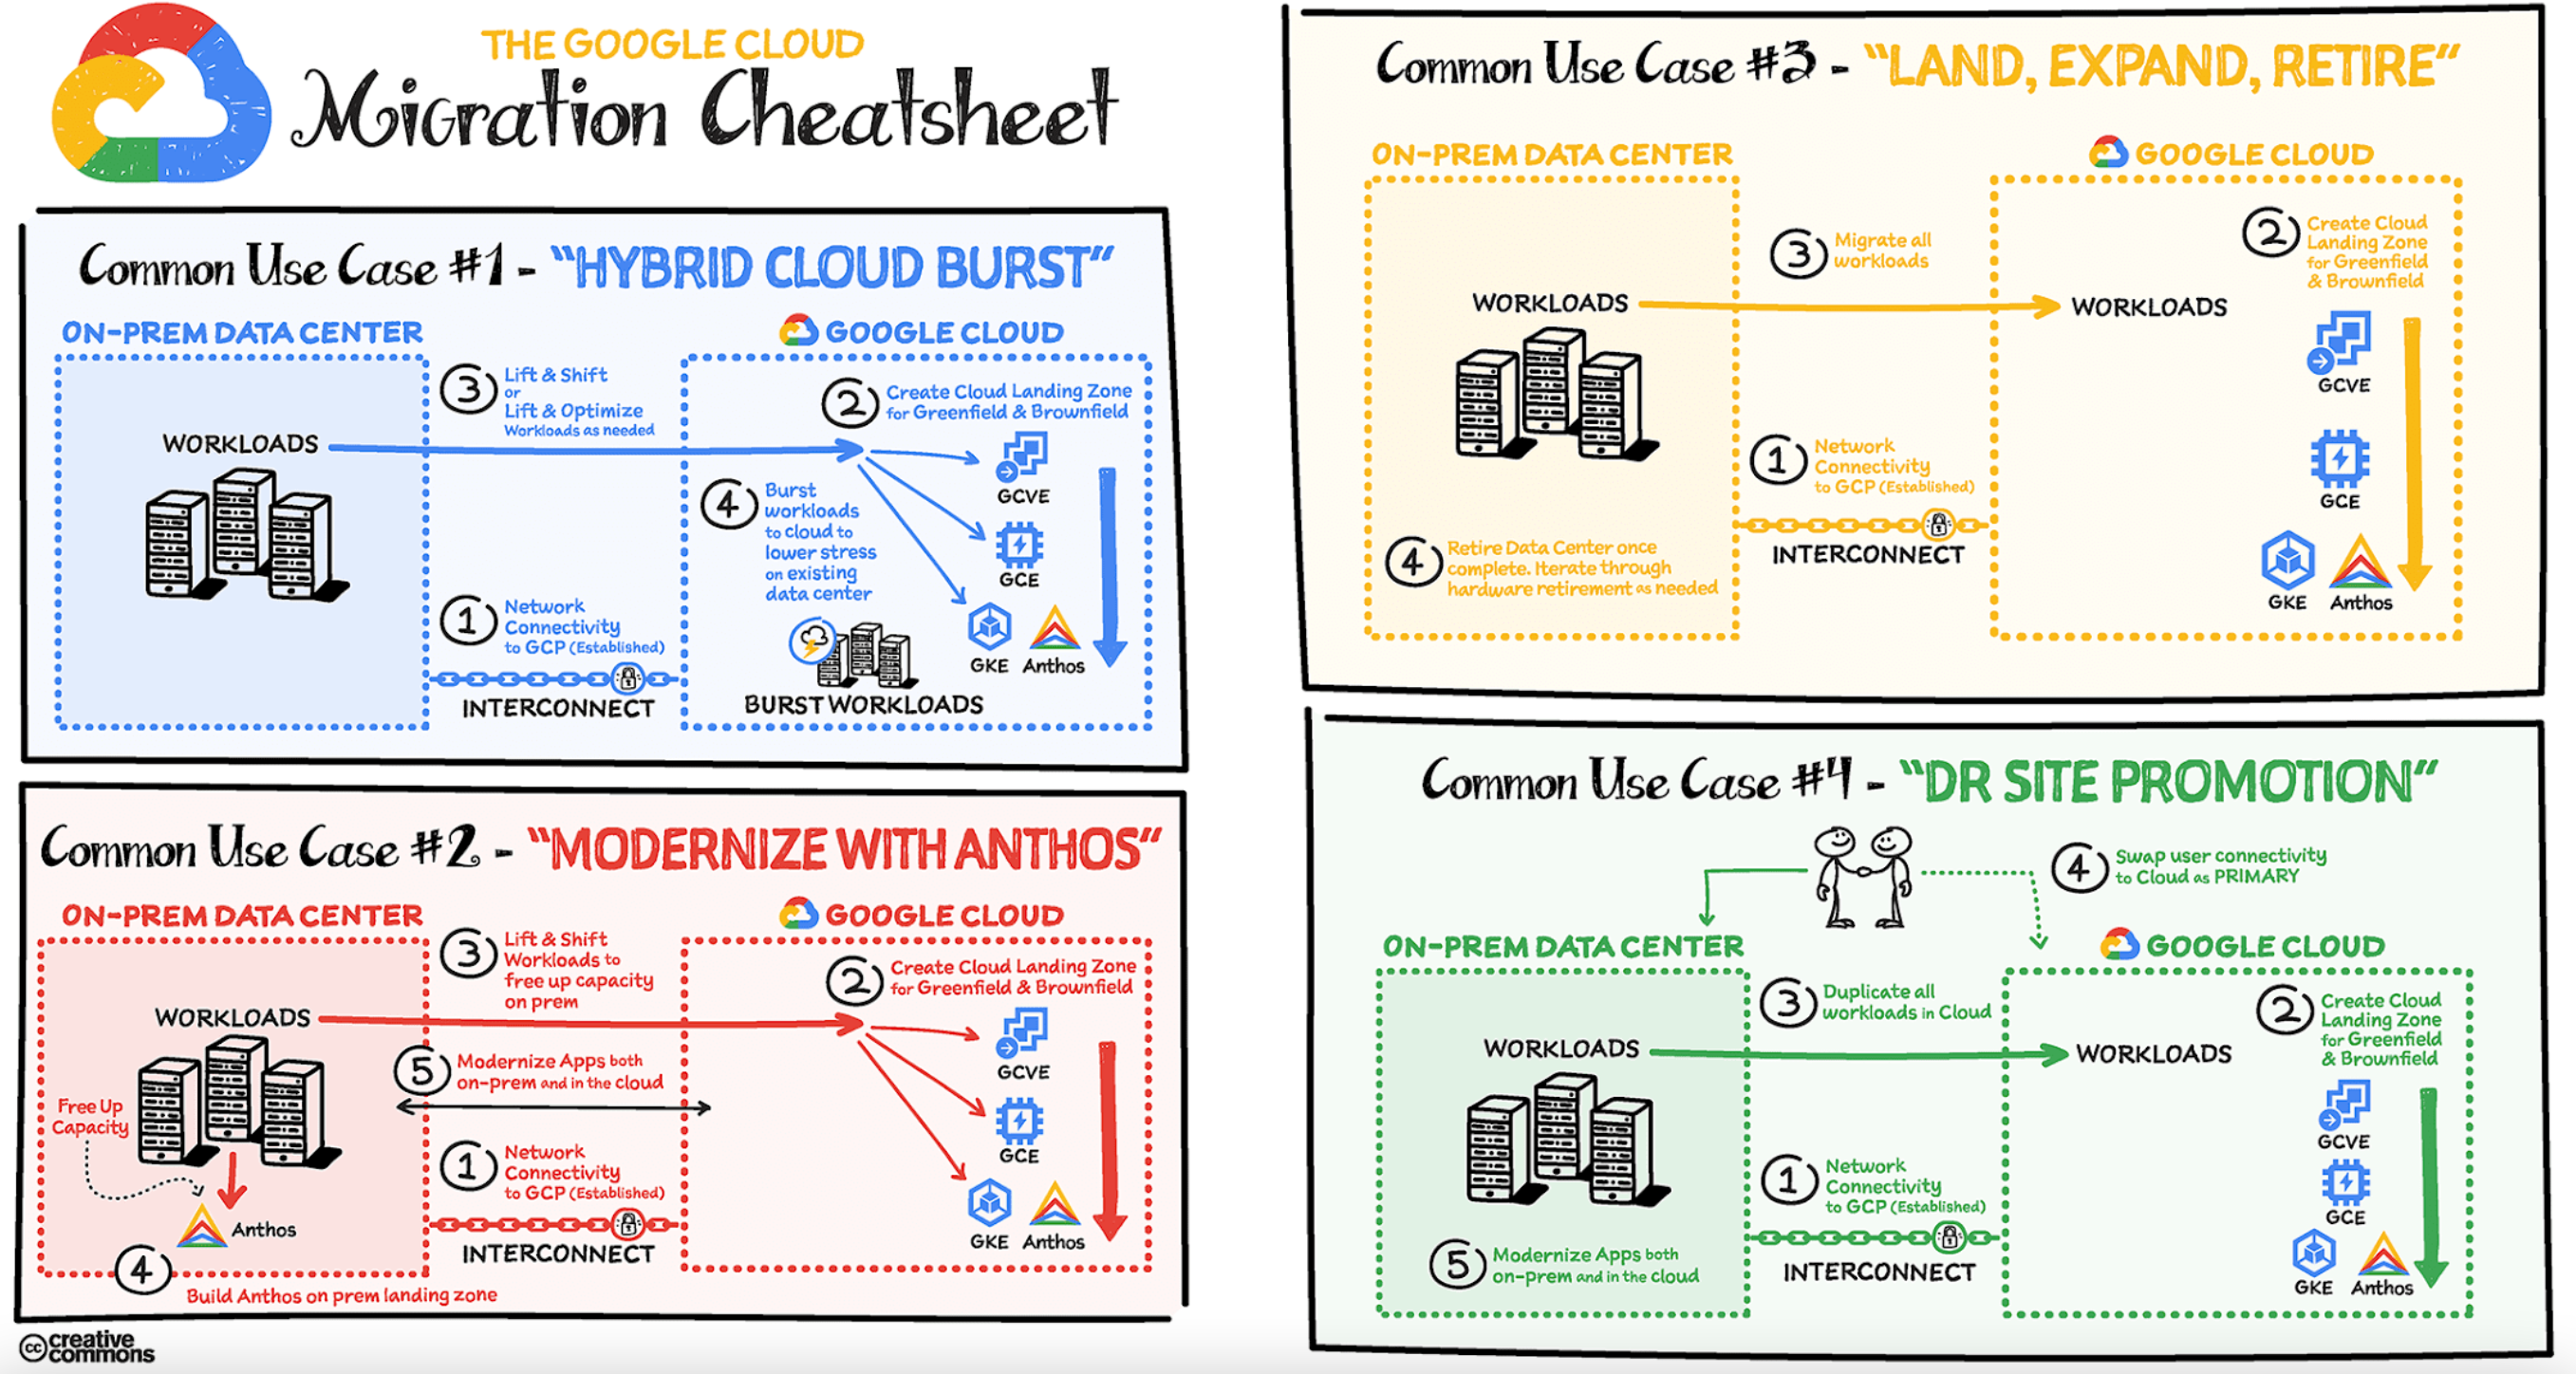 THE GOOGLE CLOUD
Migration Cheatsheet
Common Use Case #1 - "HYBRID CLOUD BURST"
ON-PREM DATA CENTER
GOOGLE CLOUD
3
Lift & Shift
or
Lift & Optimize
Workloads as needed
2
Create Cloud Landing Zone
for Greenfield & Brownfield
WORKLOADS
GCVE
4
Burst
workloads
to cloud to
lower stress
on existing
data center
GCE
1
Network
Connectivity
to GCP (Established)
GKE
Anthos
INTERCONNECT
BURST WORKLOADS
Common Use Case #2 - "MODERNIZE WITH ANTHOS"
ON-PREM DATA CENTER
GOOGLE CLOUD
3
Lift & Shift
Workloads to
free up capacity
on prem
2
Create Cloud Landing Zone
for Greenfield & Brownfield
WORKLOADS
GCVE
5
Modernize Apps both
on-prem and in the cloud
Free Up
Capacity
GCE
1
Network
Connectivity
to GCP (Established)
Anthos
GKE
Anthos
INTERCONNECT
4
Build Anthos on prem landing zone
creative
cc commons
Common Use Case #3 - "LAND, EXPAND, RETIRE"
ON-PREM DATA CENTER
GOOGLE CLOUD
3
Migrate all
workloads
2
Create Cloud
Landing Zone
for Greenfield
& Brownfield
WORKLOADS
WORKLOADS
GCVE
1
Network
Connectivity
to GCP (Established)
GCE
INTERCONNECT
4
Retire Data Center once
complete. Iterate through
hardware retirement as needed
GKE
Anthos
Common Use Case #4 - "DR SITE PROMOTION"
4
Swap user connectivity
to Cloud as PRIMARY
ON-PREM DATA CENTER
GOOGLE CLOUD
3
Duplicate all
workloads in Cloud
2
Create Cloud
Landing Zone
for Greenfield
& Brownfield
WORKLOADS
WORKLOADS
GCVE
1
Network
Connectivity
to GCP (Established)
GCE
5
Modernize Apps both
on-prem and in the cloud
INTERCONNECT
GKE
Anthos